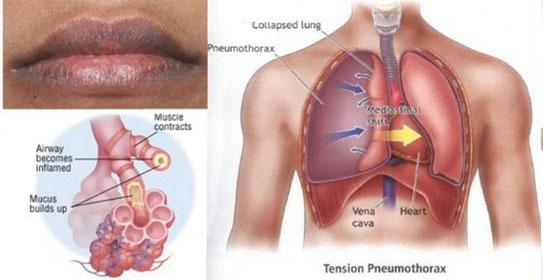 Muscle
contracts
Airway
becomes
inflamed
Mucus
builds up
Collapsed lung
Pneumothorax
Mediastinal
shift
Vena
cava
Heart
Tension Pneumothorax